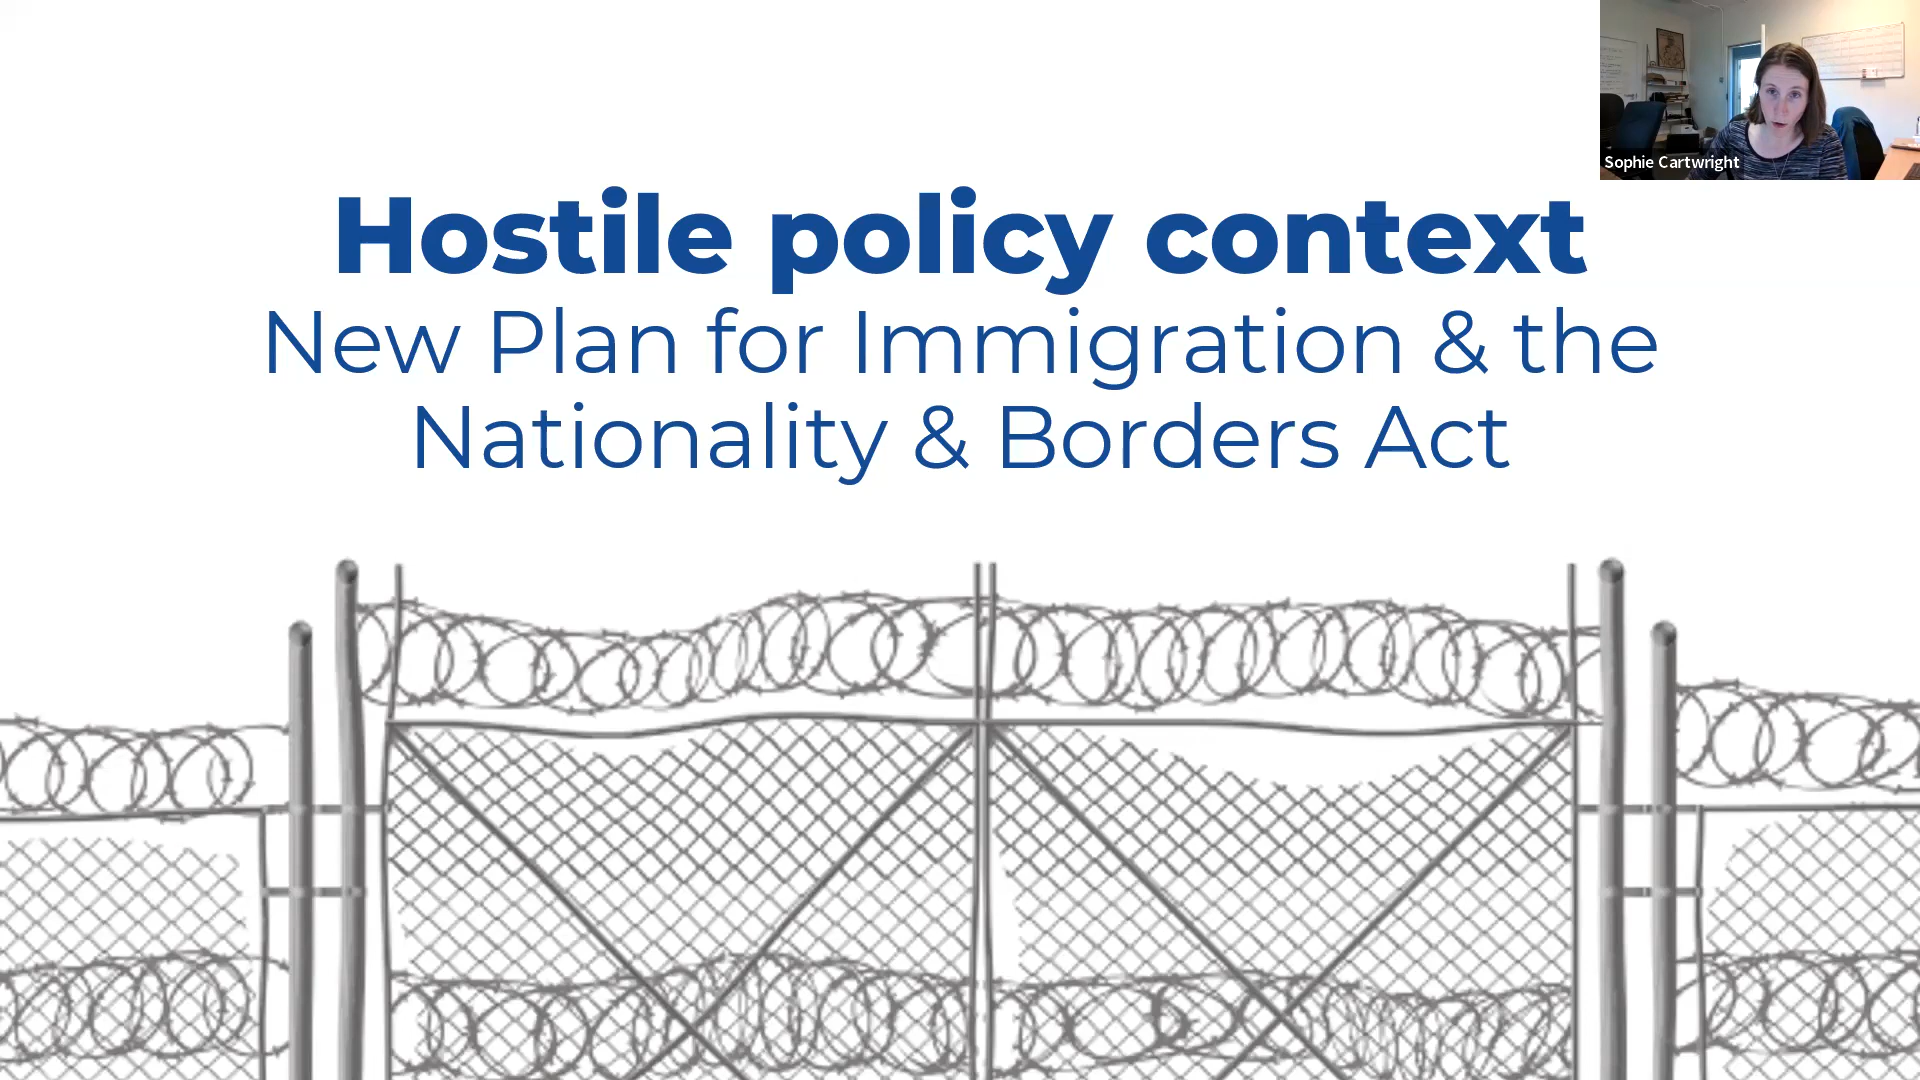 Sophie Cartwright
Hostile policy context
New Plan for Immigration & the
Nationality & Borders Act